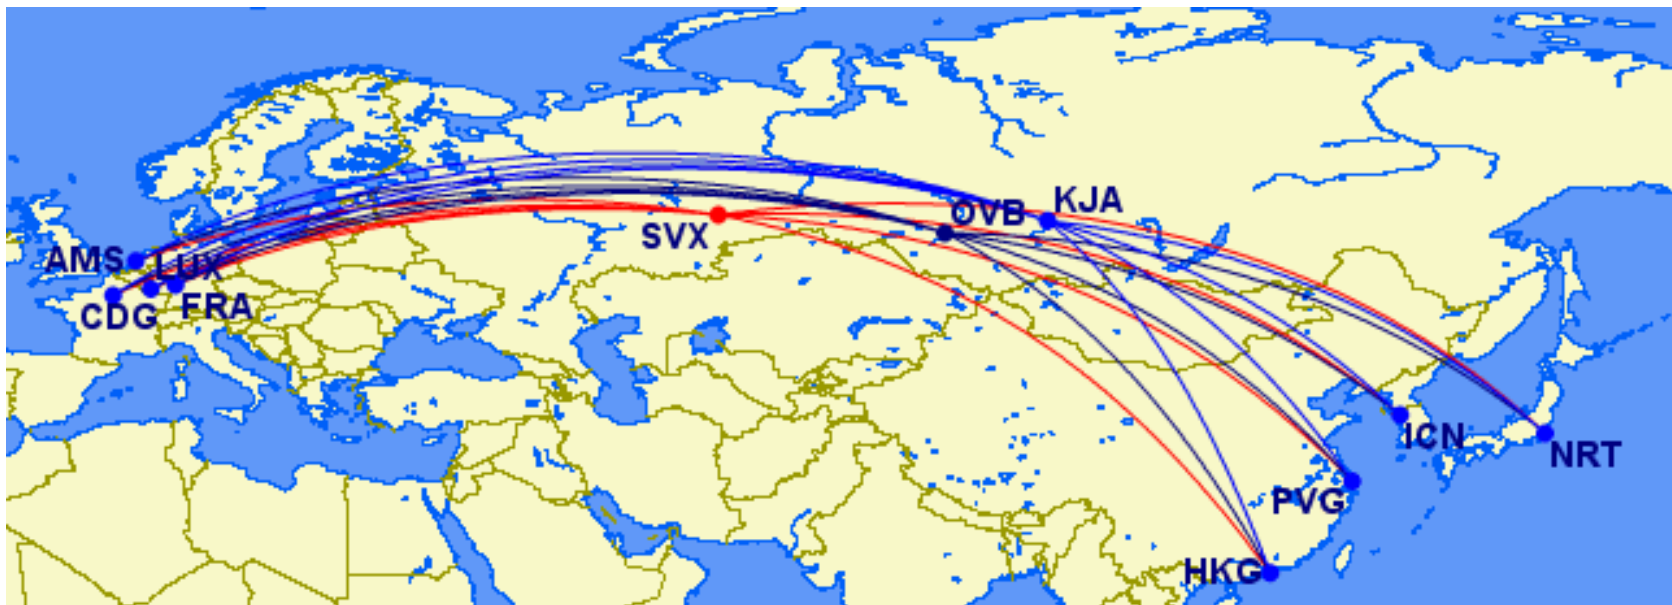 KJA
OVB
SVX
AMS
LUX
CDG
FRA
ICN
NRT
PVG
HKG